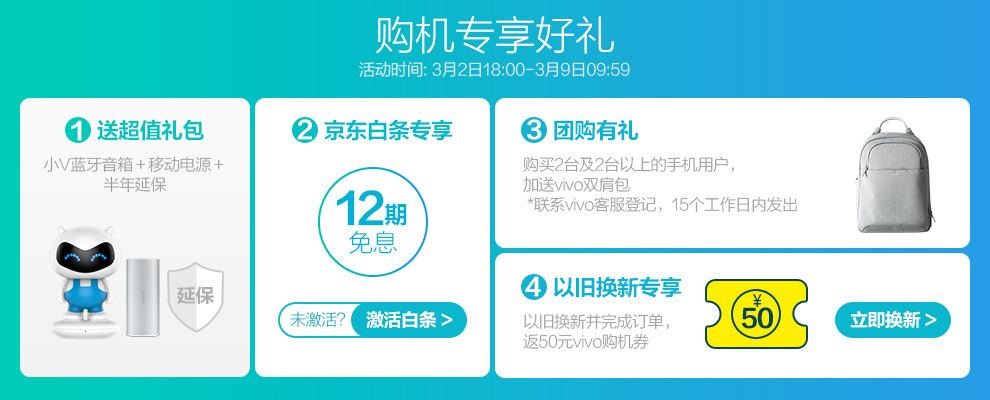 购机专享好礼
活动时间: 3月2日18:00-3月9日09:59
1 送超值礼包
小V蓝牙音箱+移动电源+
半年延保
延保
2 京东白条专享
12期
免息
未激活? 激活白条 >
3 团购有礼
购买2台及2台以上的手机用户，
加送vivo双肩包
*联系vivo客服登记，15个工作日内发出
4 以旧换新专享
以旧换新并完成订单，
返50元vivo购机券
¥
50
立即换新 >